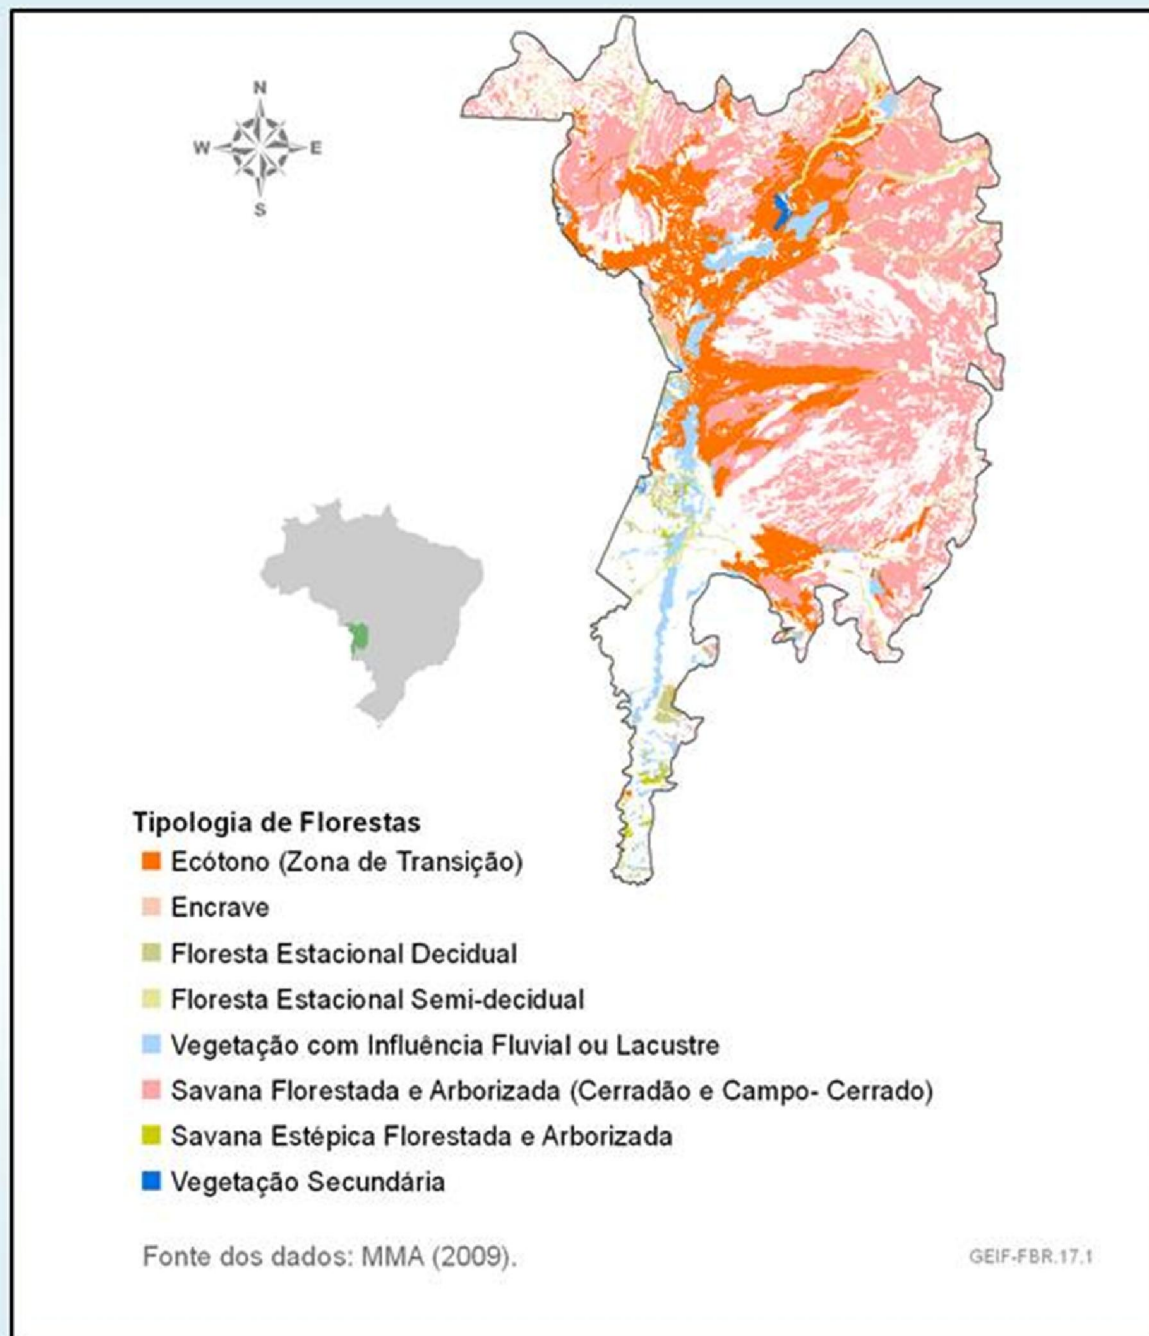 N
W E
S
Tipologia de Florestas
Ecótono (Zona de Transição)
Encrave
Floresta Estacional Decidual
Floresta Estacional Semi-decidual
Vegetação com Influência Fluvial ou Lacustre
Savana Florestada e Arborizada (Cerradão e Campo- Cerrado)
Savana Estépica Florestada e Arborizada
Vegetação Secundária
Fonte dos dados: MMA (2009).
GEIF-FBR.17.1